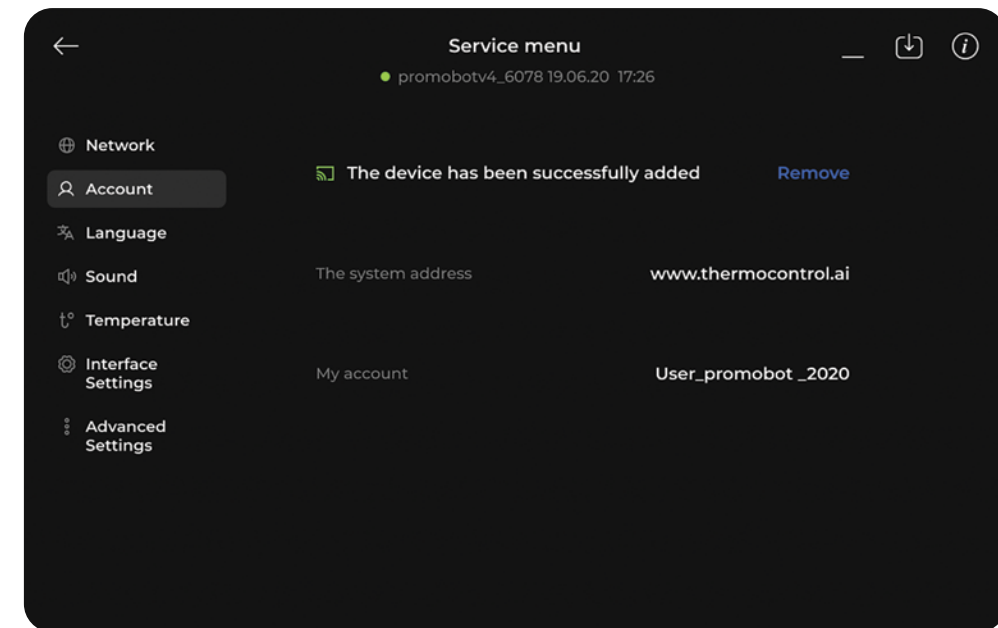 Service menu
promobotv4_6078 19.06.20 17:26
Network
Account
Language
Sound
t° Temperature
Interface
Settings
Advanced
Settings
The device has been successfully added Remove
The system address www.thermocontrol.ai
My account User_promobot _2020